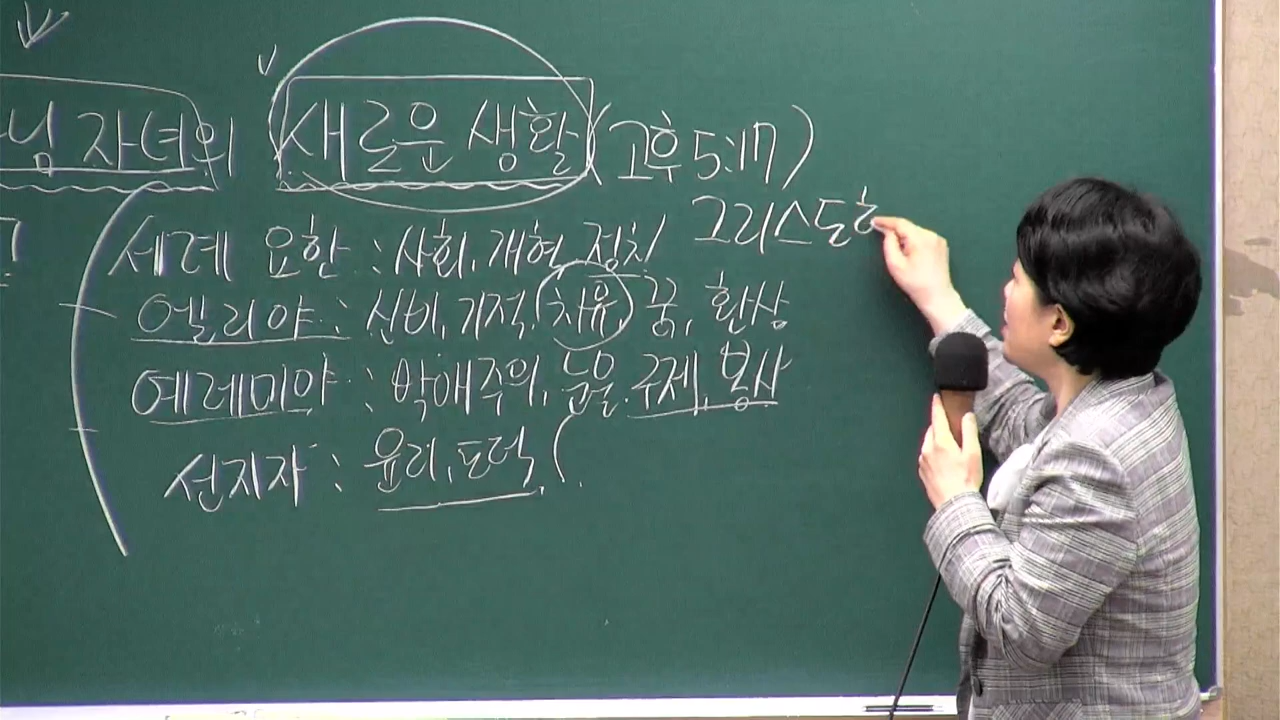 님 자녀의 새로운 생활 (고후 5:17)
세례 요한 : 사회, 개혁, 정치 그리스도ㅎ
엘리야 : 신비, 기적, 치유, 꿈, 환상
예레미야 : 박애주의, 눈물, 구제, 봉사
선지자 : 윤리, 도덕 (